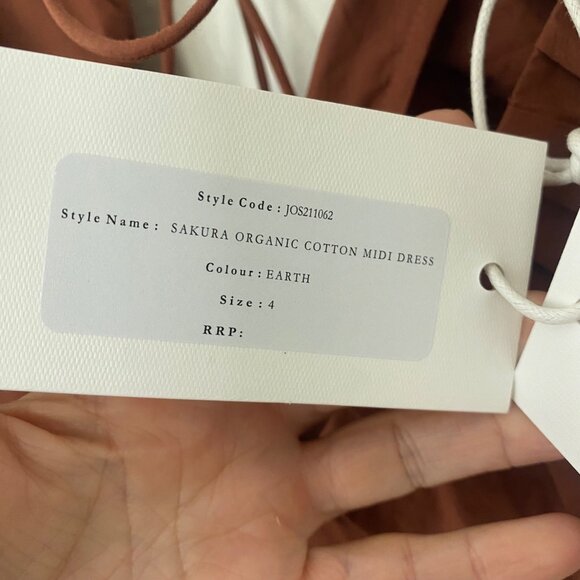 Style Code: JOS211062
Style Name: SAKURA ORGANIC COTTON MIDI DRESS
Colour: EARTH
Size: 4
RRP: